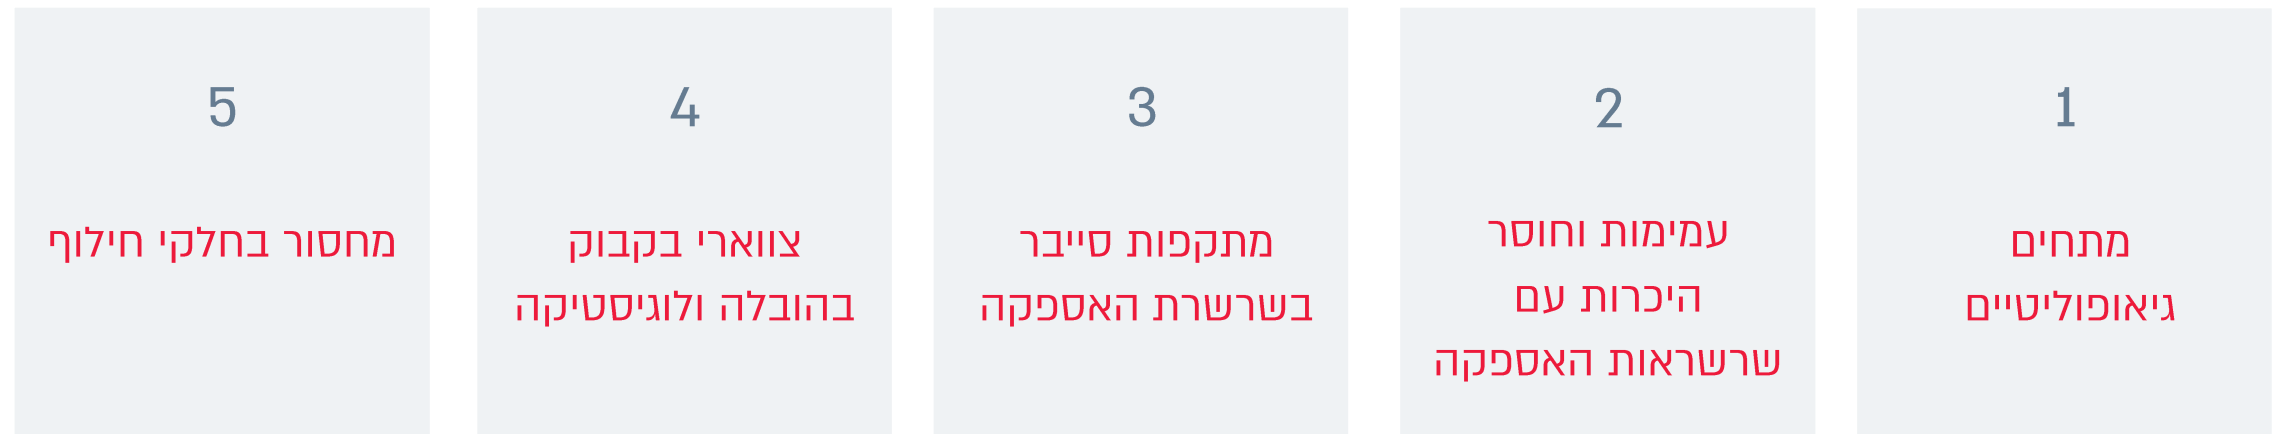 1
מתחים
גיאופוליטיים
2
עמימות וחוסר
היכרות עם
שרשראות האספקה
3
מתקפות סייבר
בשרשרת האספקה
4
צווארי בקבוק
בהובלה ולוגיסטיקה
5
מחסור בחלקי חילוף